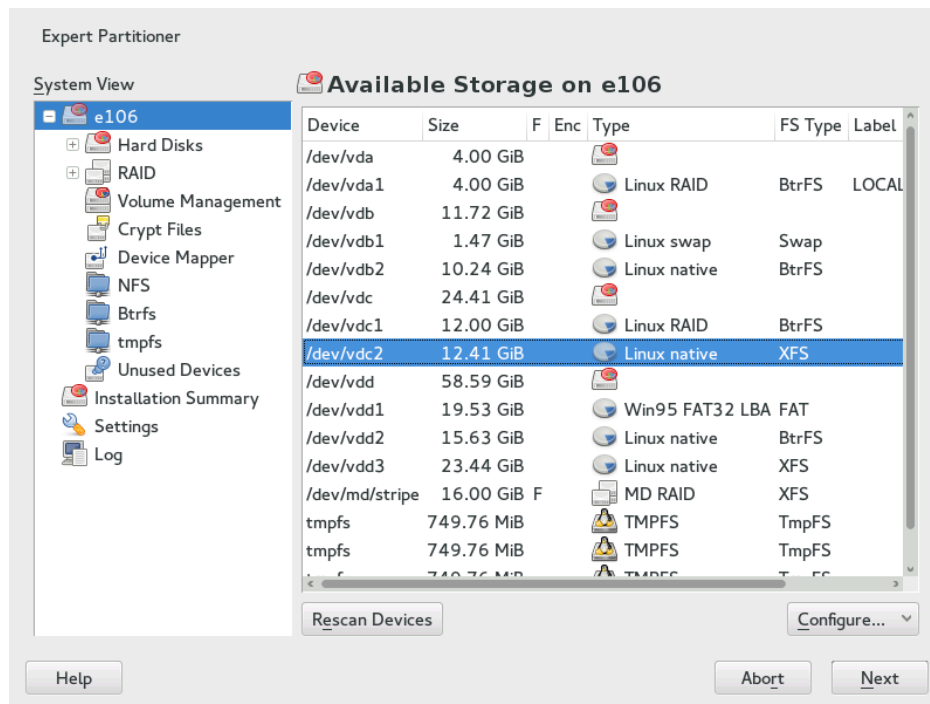 Expert Partitioner
System View
e106
Hard Disks
RAID
Volume Management
Crypt Files
Device Mapper
NFS
Btrfs
tmpfs
Unused Devices
Installation Summary
Settings
Log
Available Storage on e106
Device Size F Enc Type FS Type Label
/dev/vda 4.00 GiB
/dev/vda1 4.00 GiB Linux RAID BtrFS LOCAL
/dev/vdb 11.72 GiB
/dev/vdb1 1.47 GiB Linux swap Swap
/dev/vdb2 10.24 GiB Linux native BtrFS
/dev/vdc 24.41 GiB
/dev/vdc1 12.00 GiB Linux RAID BtrFS
/dev/vdc2 12.41 GiB Linux native XFS
/dev/vdd 58.59 GiB
/dev/vdd1 19.53 GiB Win95 FAT32 LBA FAT
/dev/vdd2 15.63 GiB Linux native BtrFS
/dev/vdd3 23.44 GiB Linux native XFS
/dev/md/stripe 16.00 GiB F MD RAID XFS
tmpfs 749.76 MiB TMPFS TmpFS
tmpfs 749.76 MiB TMPFS TmpFS
Rescan Devices
Configure...
Help
Abort
Next